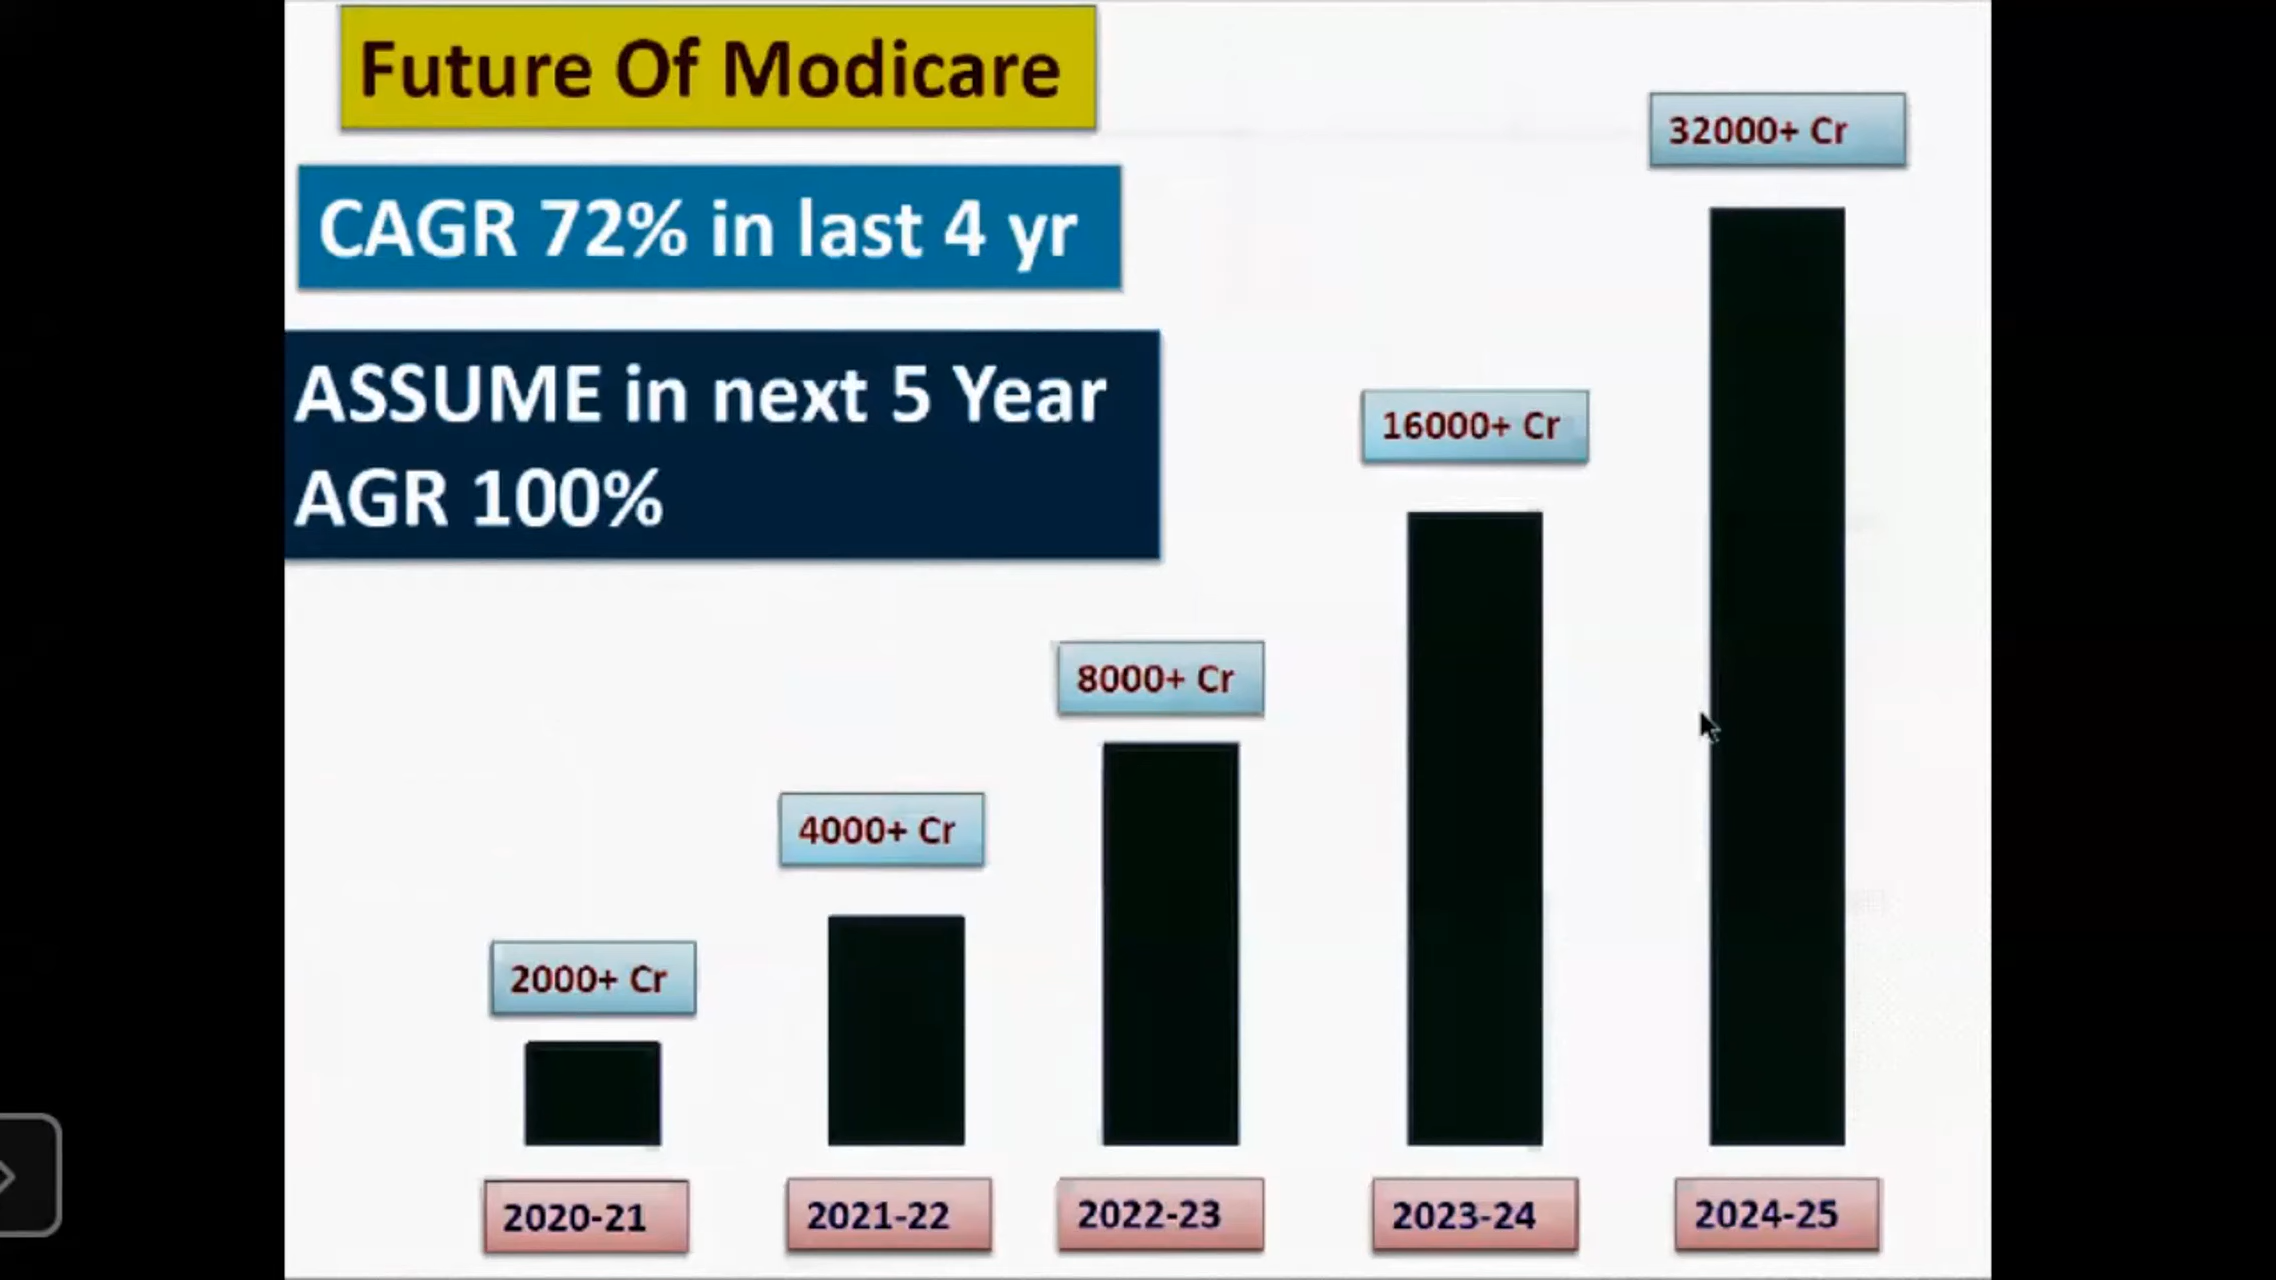 Future Of Modicare
CAGR 72% in last 4 yr
ASSUME in next 5 Year
AGR 100%
2000+ Cr
4000+ Cr
8000+ Cr
16000+ Cr
32000+ Cr
2020-21
2021-22
2022-23
2023-24
2024-25